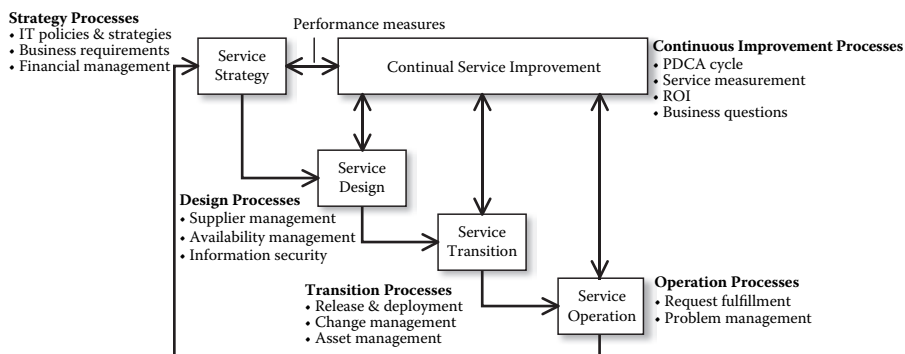 Strategy Processes
• IT policies & strategies
• Business requirements
• Financial management
Performance measures
Service
Strategy
Continual Service Improvement
Continuous Improvement Processes
• PDCA cycle
• Service measurement
• ROI
• Business questions
Service
Design
Design Processes
• Supplier management
• Availability management
• Information security
Service
Transition
Transition Processes
• Release & deployment
• Change management
• Asset management
Service
Operation
Operation Processes
• Request fulfillment
• Problem management